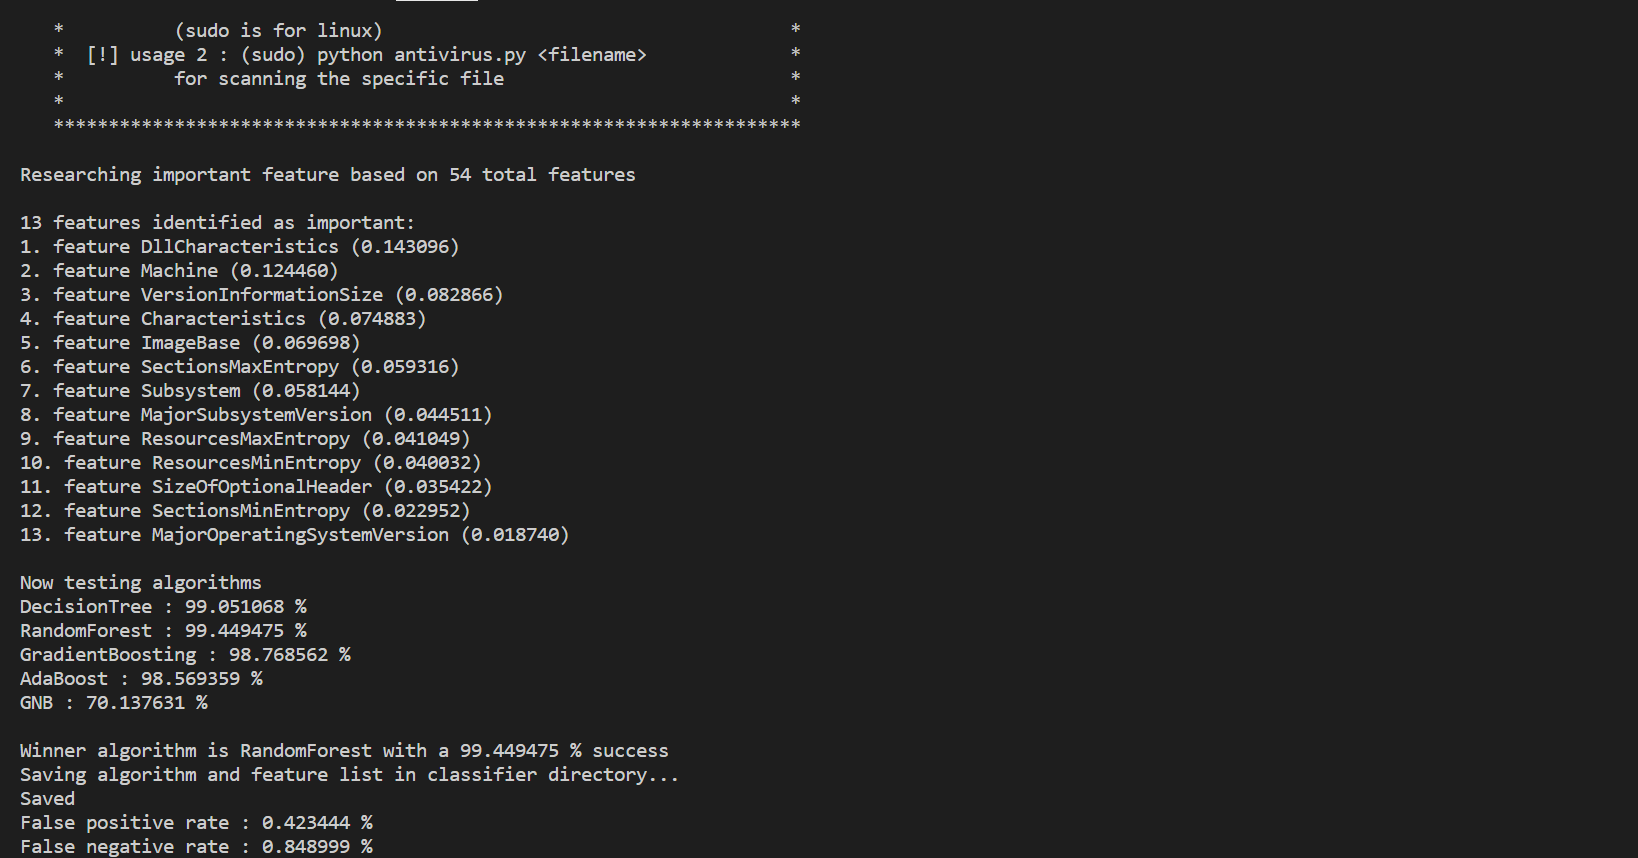 * (sudo is for linux) *
* [!] usage 2 : (sudo) python antivirus.py <filename> *
* for scanning the specific file *
* *
********************************************************************
Researching important feature based on 54 total features
13 features identified as important:
1. feature DllCharacteristics (0.143096)
2. feature Machine (0.124460)
3. feature VersionInformationSize (0.082866)
4. feature Characteristics (0.074883)
5. feature ImageBase (0.069698)
6. feature SectionsMaxEntropy (0.059316)
7. feature Subsystem (0.058144)
8. feature MajorSubsystemVersion (0.044511)
9. feature ResourcesMaxEntropy (0.041049)
10. feature ResourcesMinEntropy (0.040032)
11. feature SizeOfOptionalHeader (0.035422)
12. feature SectionsMinEntropy (0.022952)
13. feature MajorOperatingSystemVersion (0.018740)
Now testing algorithms
DecisionTree : 99.051068 %
RandomForest : 99.449475 %
GradientBoosting : 98.768562 %
AdaBoost : 98.569359 %
GNB : 70.137631 %
Winner algorithm is RandomForest with a 99.449475 % success
Saving algorithm and feature list in classifier directory...
Saved
False positive rate : 0.423444 %
False negative rate : 0.848999 %